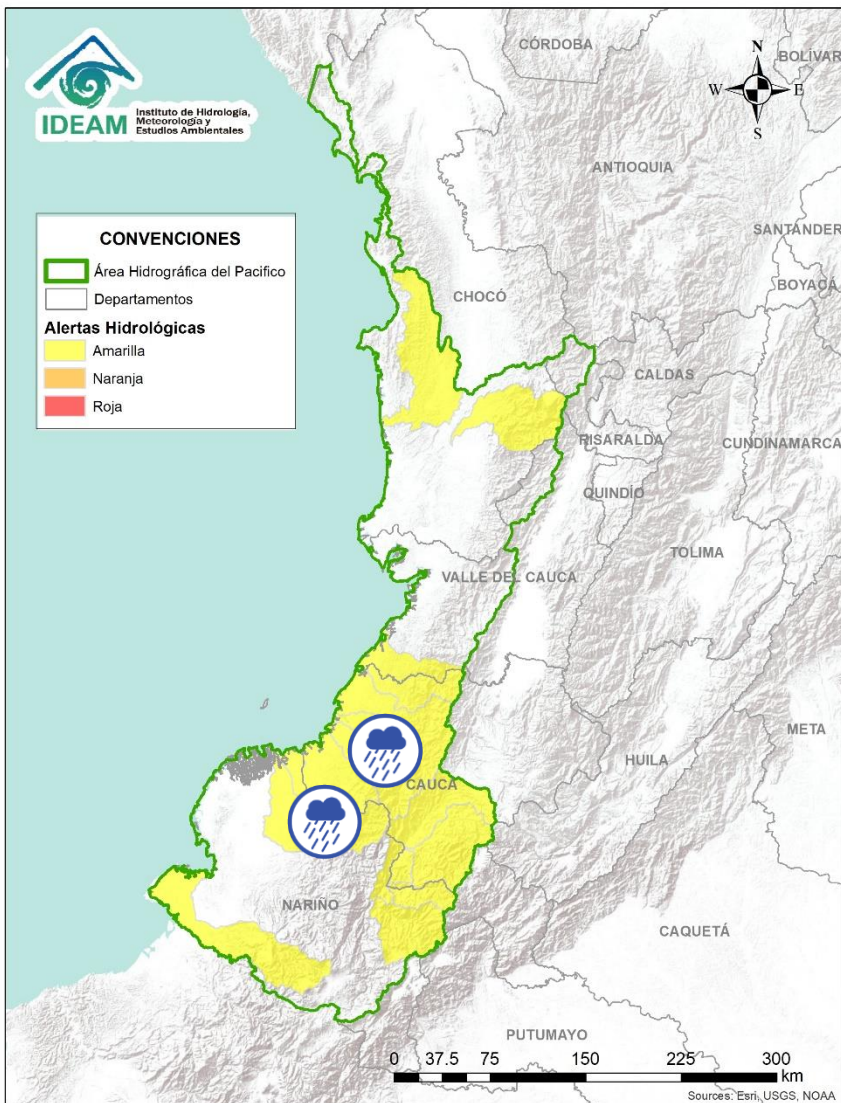 IDEAM
Instituto de Hidrología,
Meteorología y
Estudios Ambientales
CÓRDOBA
BOLÍVAR
N
W
E
S
ANTIOQUIA
SANTÁNDER
BOYACÁ
CONVENCIONES
Área Hidrográfica del Pacifico
Departamentos
Alertas Hidrológicas
Amarilla
Naranja
Roja
CHOCÓ
CALDAS
RISARALDA
CUNDINAMARCA
QUINDÍO
TOLIMA
VALLE DEL CAUCA
META
HUILA
CAUCA
NARIÑO
CAQUETÁ
PUTUMAYO
0 37.5 75 150 225 300
km
Sources: Esri, USGS, NOAA